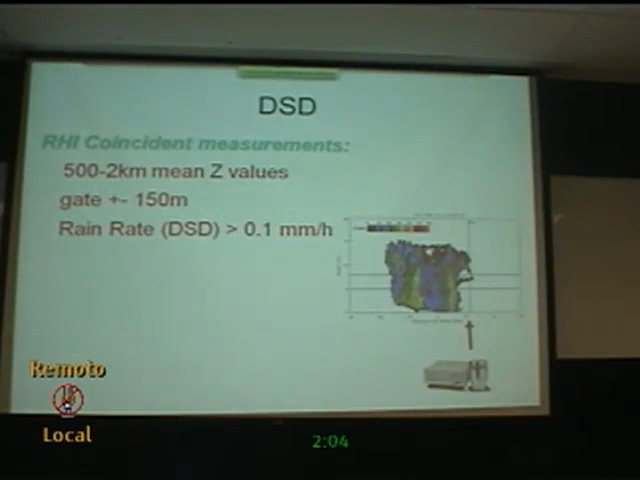 DSD
RHI Coincident measurements:
500-2km mean Z values
gate +- 150m
Rain Rate (DSD) > 0.1 mm/h
Remoto
Local
2:04